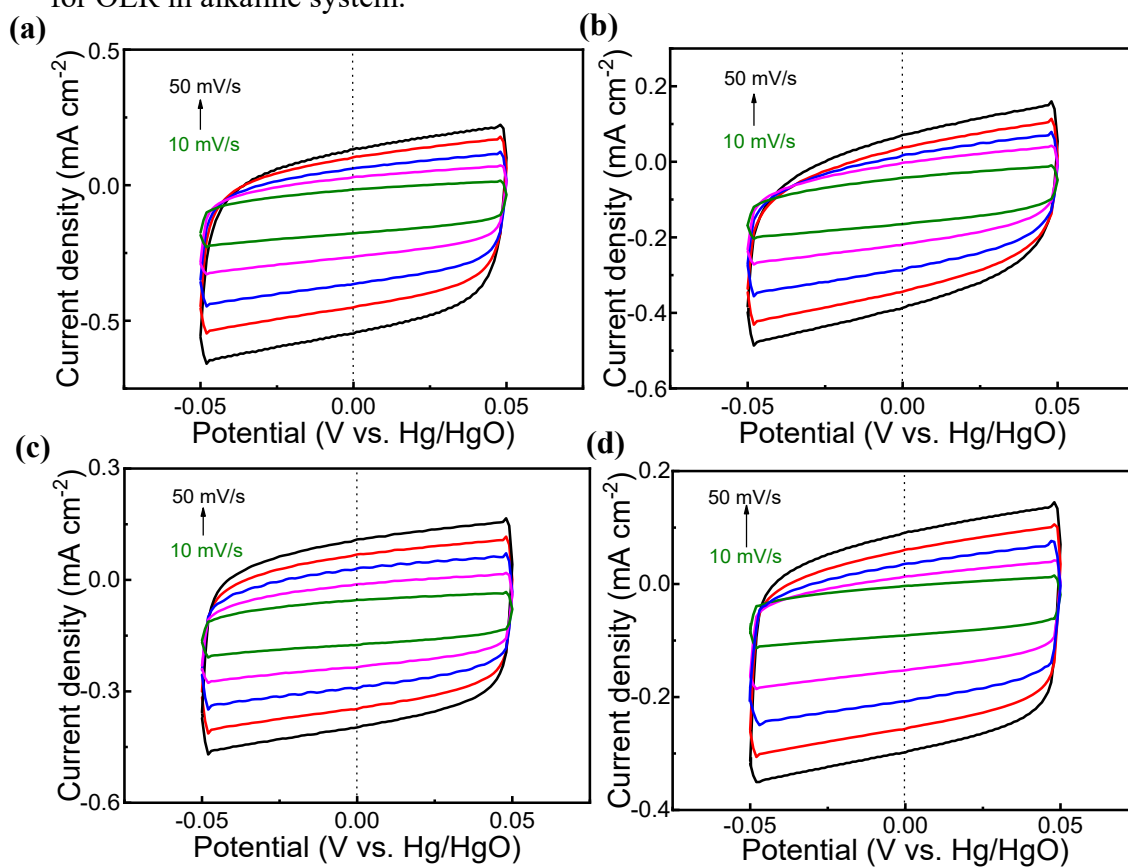 for OER in alkaline system.
(a)
0.5
0.0
-0.5
50 mV/s
10 mV/s
Current density (mA cm-2)
-0.05 0.00 0.05
Potential (V vs. Hg/HgO)
(b)
0.2
0.0
-0.2
-0.4
-0.6
50 mV/s
10 mV/s
Current density (mA cm-2)
-0.05 0.00 0.05
Potential (V vs. Hg/HgO)
(c)
0.3
0.0
-0.3
-0.6
50 mV/s
10 mV/s
Current density (mA cm-2)
-0.05 0.00 0.05
Potential (V vs. Hg/HgO)
(d)
0.2
0.0
-0.2
-0.4
50 mV/s
10 mV/s
Current density (mA cm-2)
-0.05 0.00 0.05
Potential (V vs. Hg/HgO)